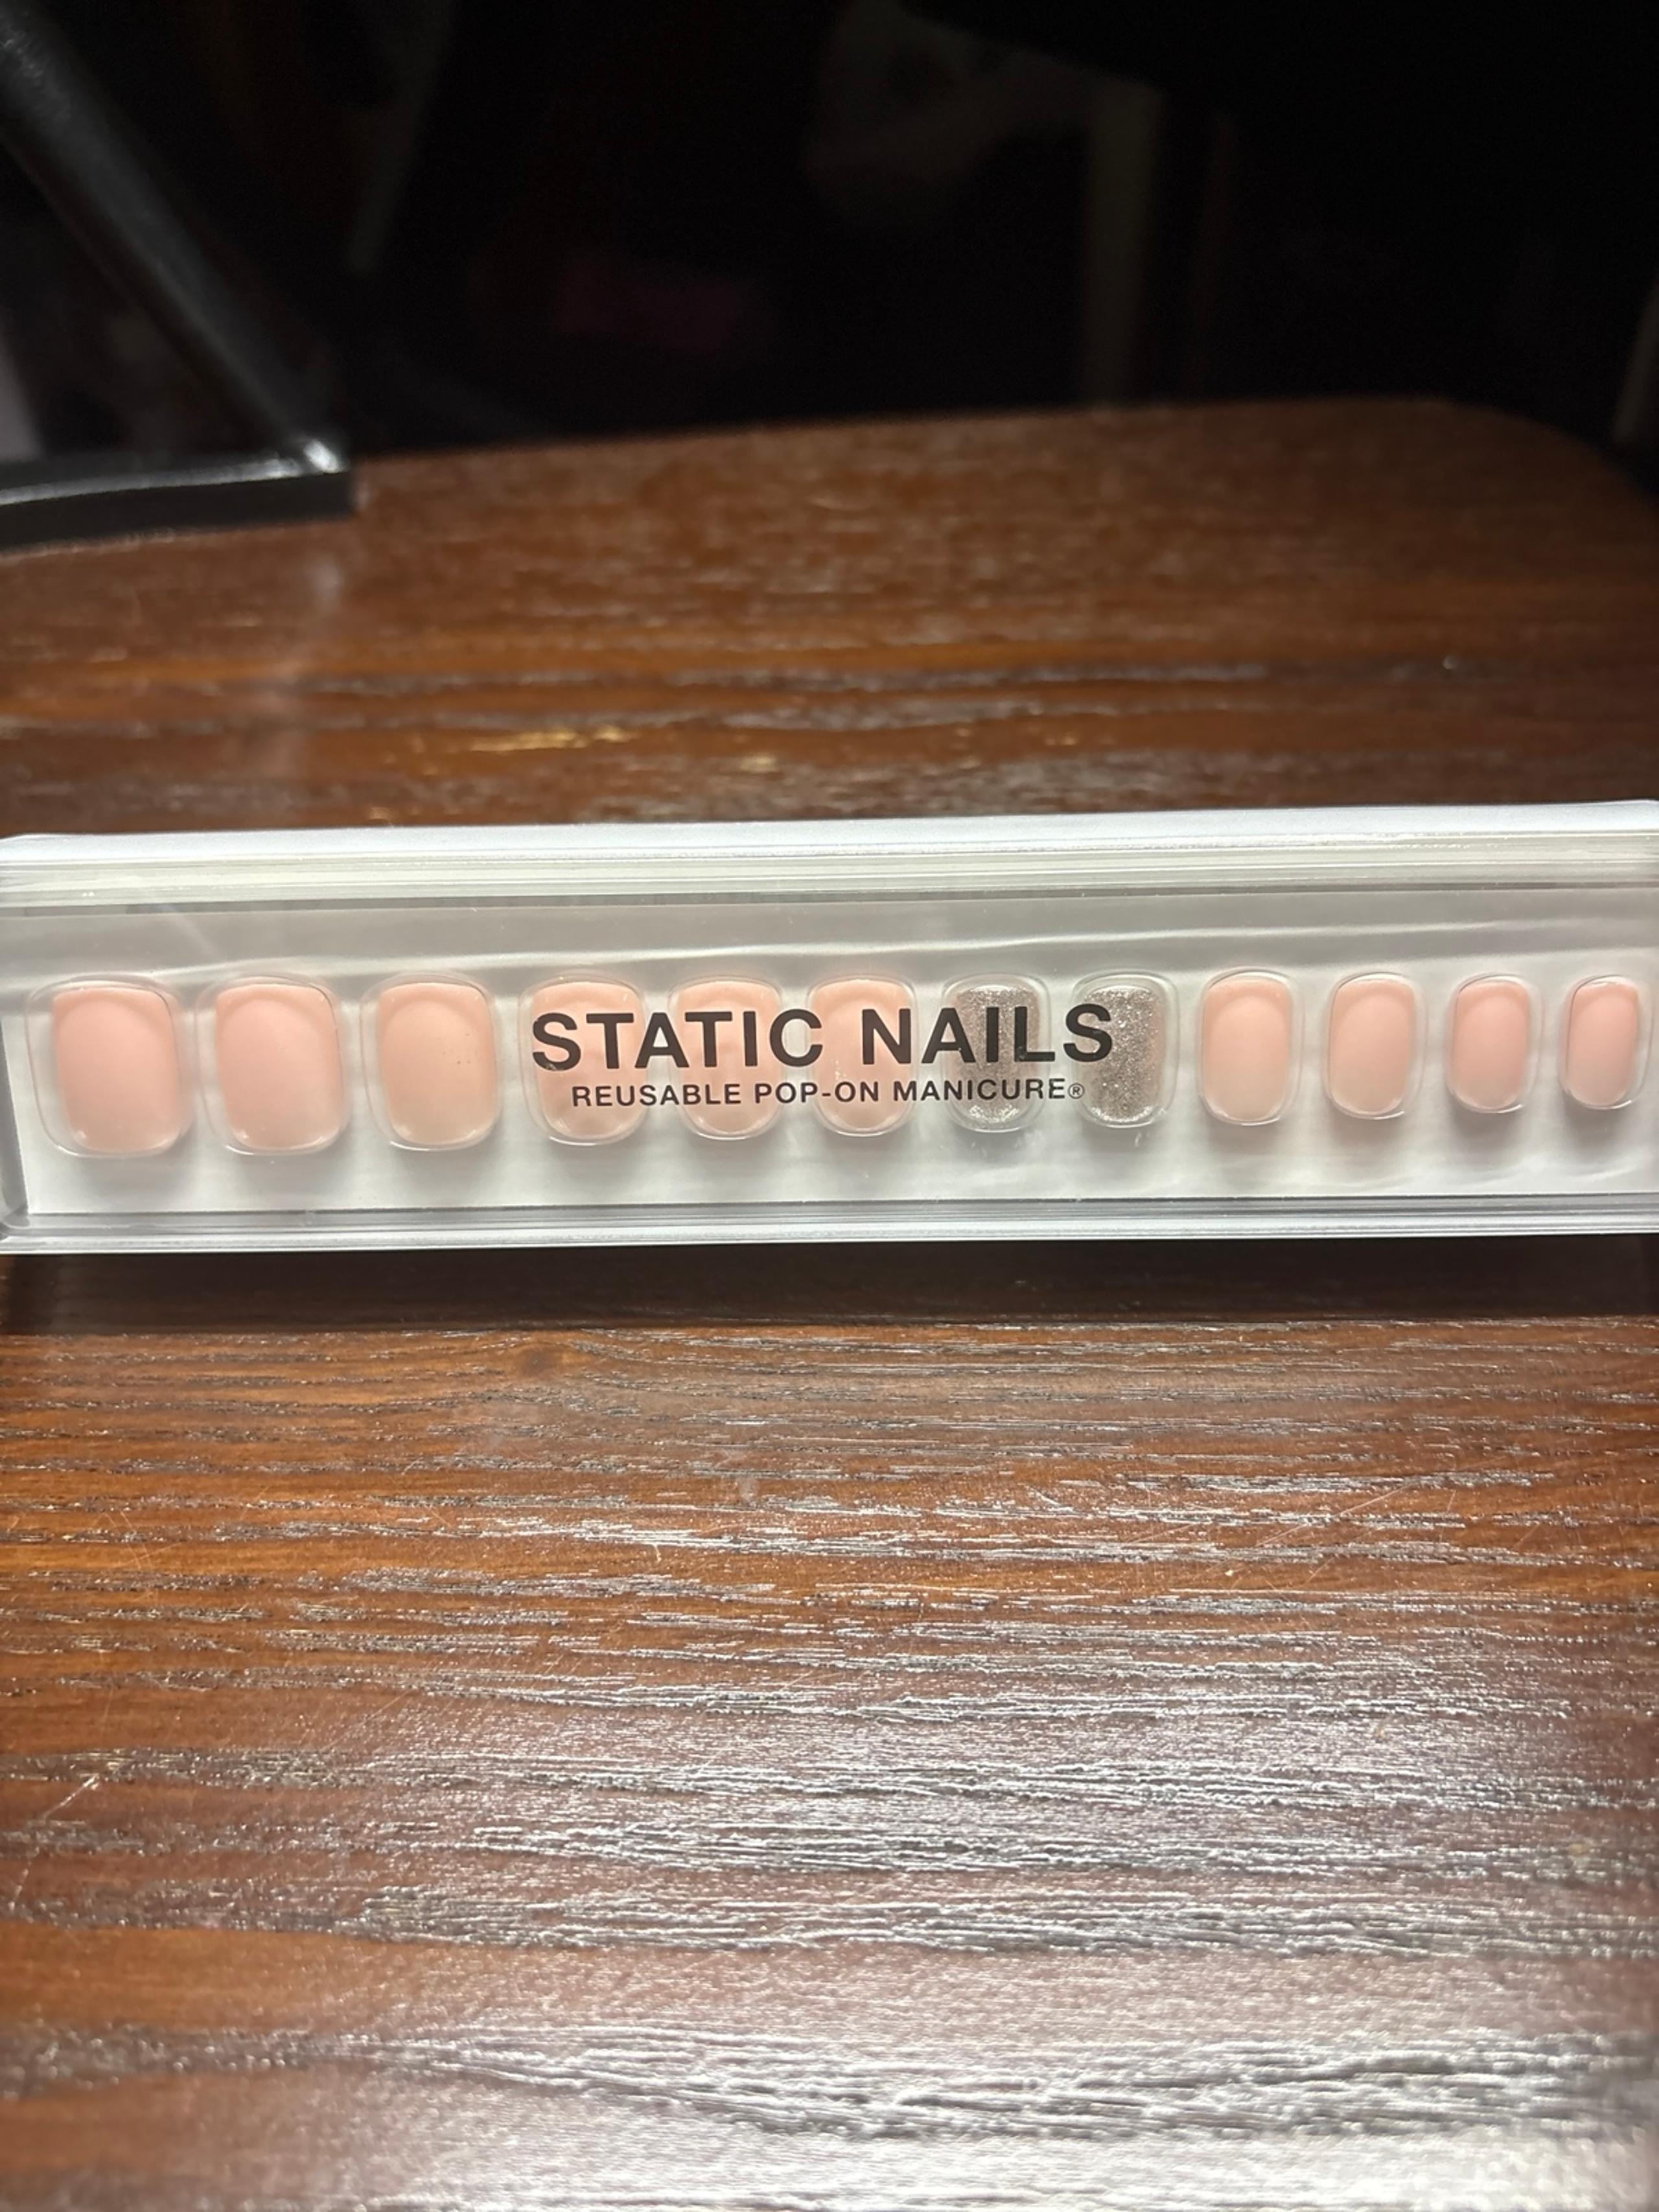 STATIC NAILS
REUSABLE POP-ON MANICURE®